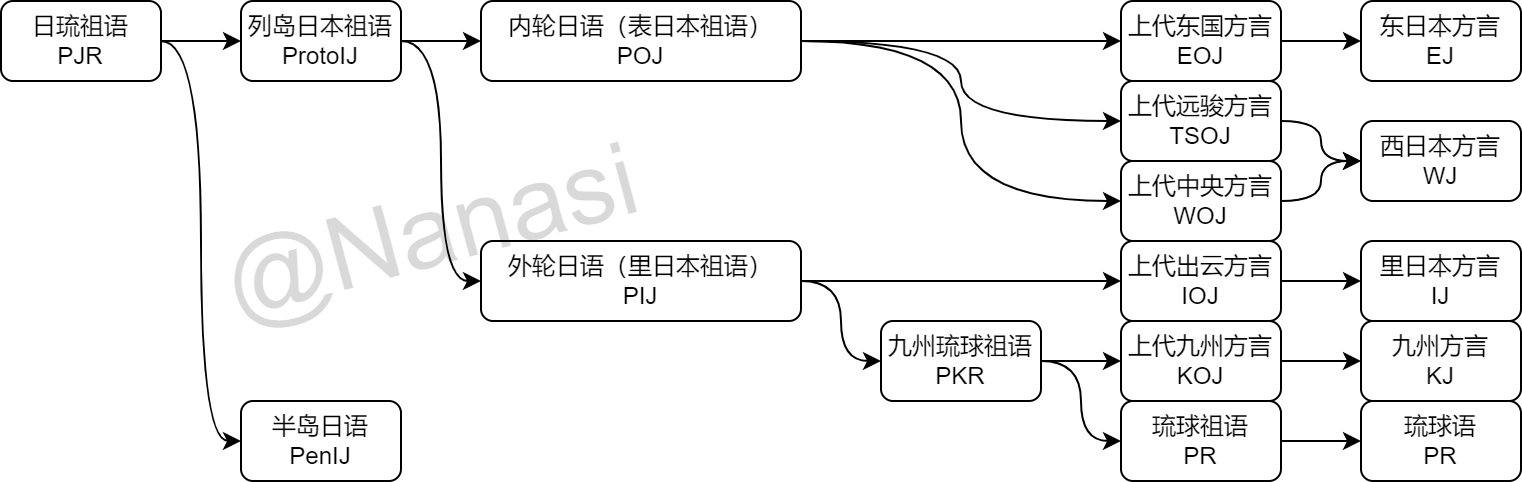 日琉祖语
PJR
列岛日本祖语
ProtoIJ
内轮日语（表日本祖语）
POJ
上代东国方言
EOJ
东日本方言
EJ
上代远骏方言
TSOJ
西日本方言
WJ
上代中央方言
WOJ
@Nanasi
外轮日语（里日本祖语）
PIJ
上代出云方言
IOJ
里日本方言
IJ
九州琉球祖语
PKR
上代九州方言
KOJ
九州方言
KJ
半岛日语
PenIJ
琉球祖语
PR
琉球语
PR